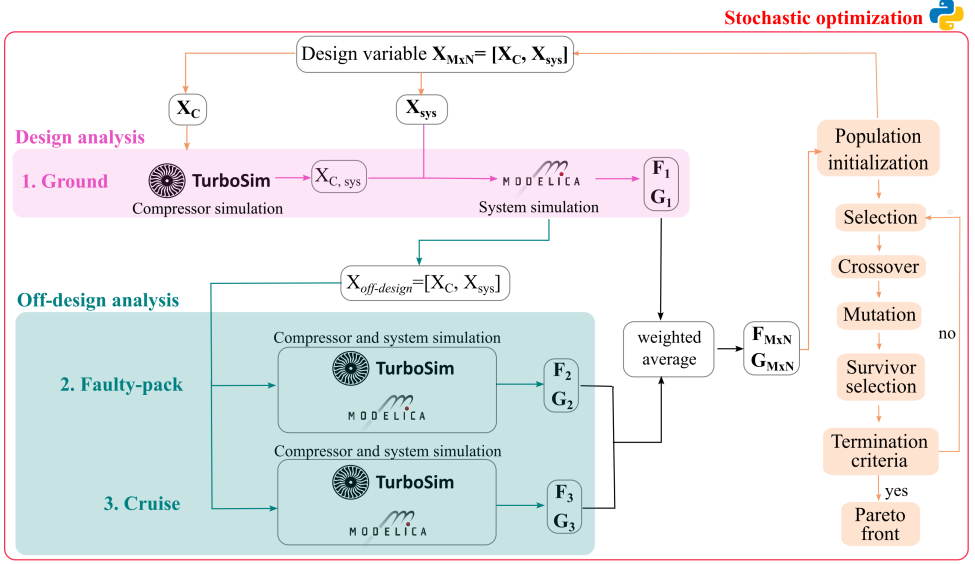 Stochastic optimization
Design variable X_MxN= [X_C, X_sys]
X_C
X_sys
Design analysis
1. Ground
TurboSim
Compressor simulation
X_C, sys
MODELICA
System simulation
F_1
G_1
X_off-design=[X_C, X_sys]
Off-design analysis
2. Faulty-pack
Compressor and system simulation
TurboSim
MODELICA
F_2
G_2
3. Cruise
Compressor and system simulation
TurboSim
MODELICA
F_3
G_3
weighted
average
F_MxN
G_MxN
Population
initialization
Selection
Crossover
Mutation
Survivor
selection
Termination
criteria
no
yes
Pareto
front